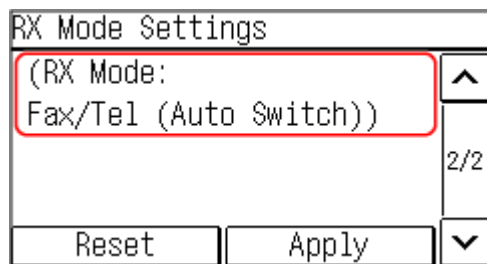 RX Mode Settings
(RX Mode:
Fax/Tel (Auto Switch))
2/2
Reset
Apply